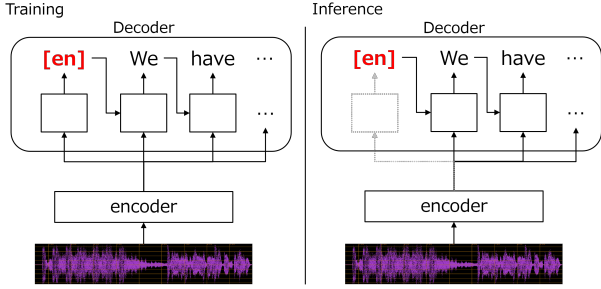 Training
Decoder
[en] We have ...
...
encoder
Inference
Decoder
[en] We have ...
...
encoder